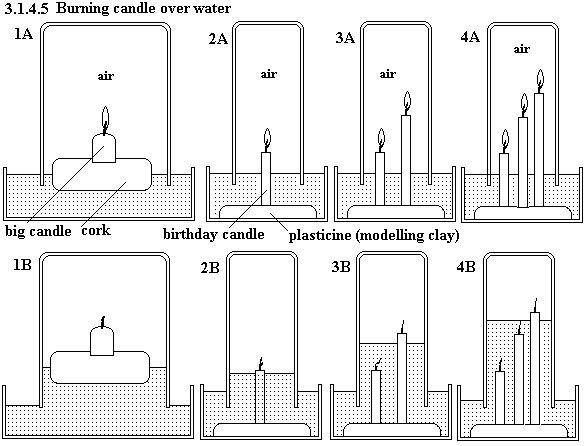 3.1.4.5 Burning candle over water
1A
2A
3A
4A
air
air
air
air
big candle
cork
birthday candle
plasticine (modelling clay)
1B
2B
3B
4B